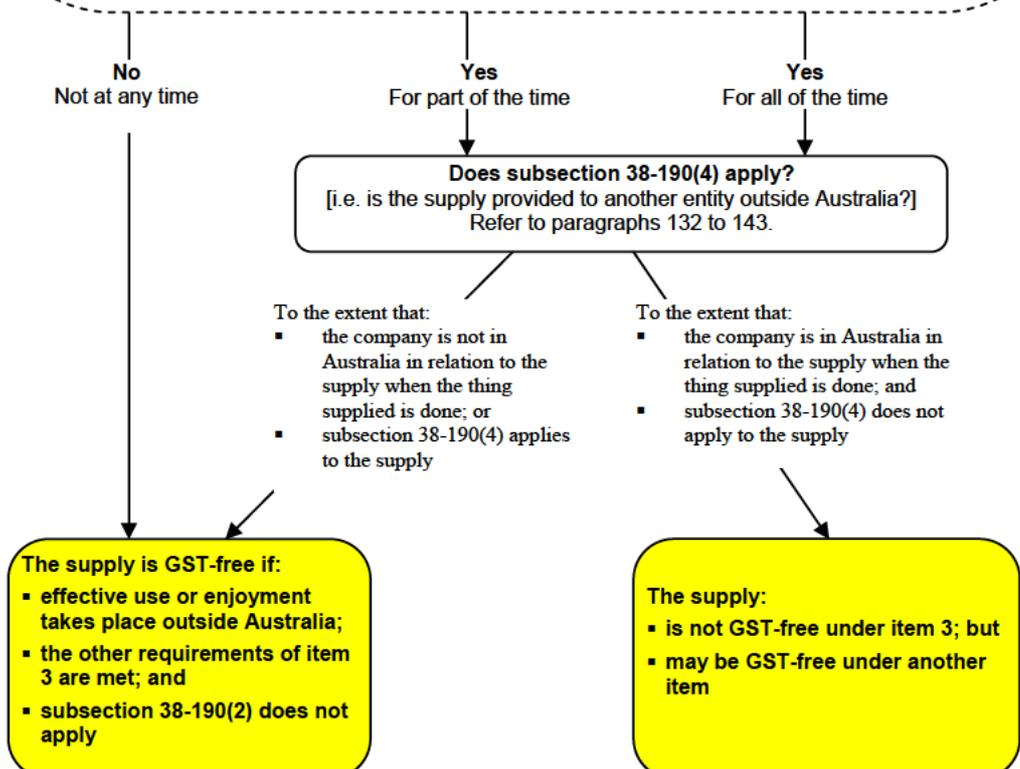 No
Not at any time
Yes
For part of the time
Yes
For all of the time
Does subsection 38-190(4) apply?
[i.e. is the supply provided to another entity outside Australia?]
Refer to paragraphs 132 to 143.
To the extent that:
▪ the company is not in
Australia in relation to the
supply when the thing
supplied is done; or
▪ subsection 38-190(4) applies
to the supply
To the extent that:
▪ the company is in Australia in
relation to the supply when the
thing supplied is done; and
▪ subsection 38-190(4) does not
apply to the supply
The supply is GST-free if:
▪ effective use or enjoyment
takes place outside Australia;
▪ the other requirements of item
3 are met; and
▪ subsection 38-190(2) does not
apply
The supply:
▪ is not GST-free under item 3; but
▪ may be GST-free under another
item